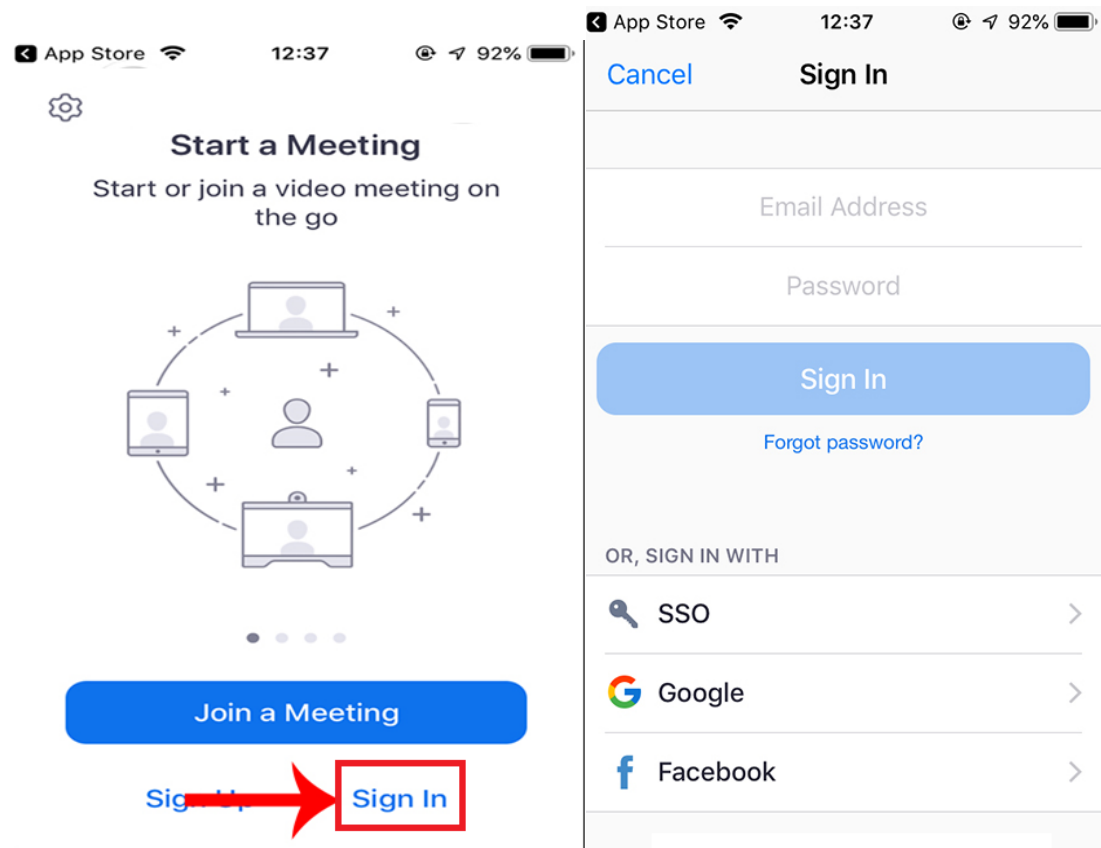 App Store
12:37
92%
Start a Meeting
Start or join a video meeting on
the go
Join a Meeting
Sign Up
Sign In
App Store
12:37
92%
Cancel
Sign In
Email Address
Password
Sign In
Forgot password?
OR, SIGN IN WITH
SSO
Google
Facebook